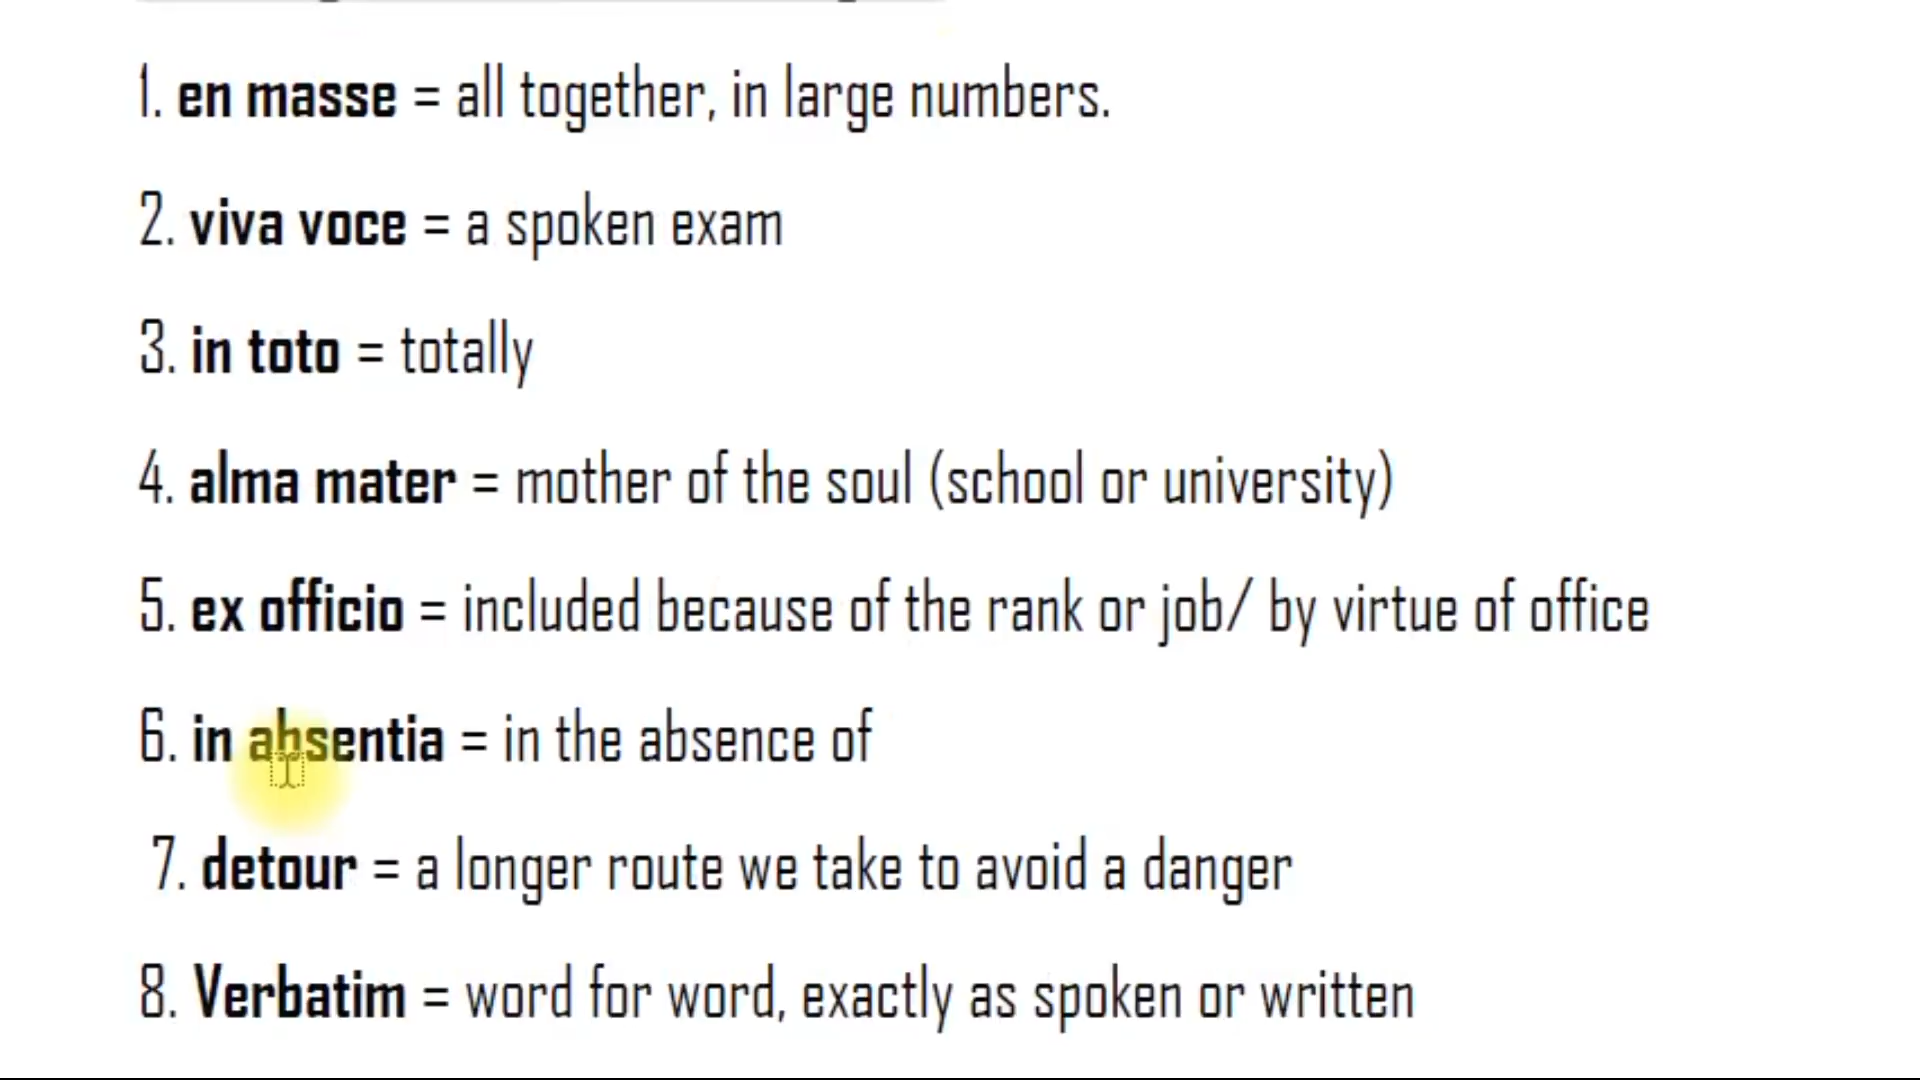 1. en masse = all together, in large numbers.
2. viva voce = a spoken exam
3. in toto = totally
4. alma mater = mother of the soul (school or university)
5. ex officio = included because of the rank or job/ by virtue of office
6. in absentia = in the absence of
7. detour = a longer route we take to avoid a danger
8. Verbatim = word for word, exactly as spoken or written